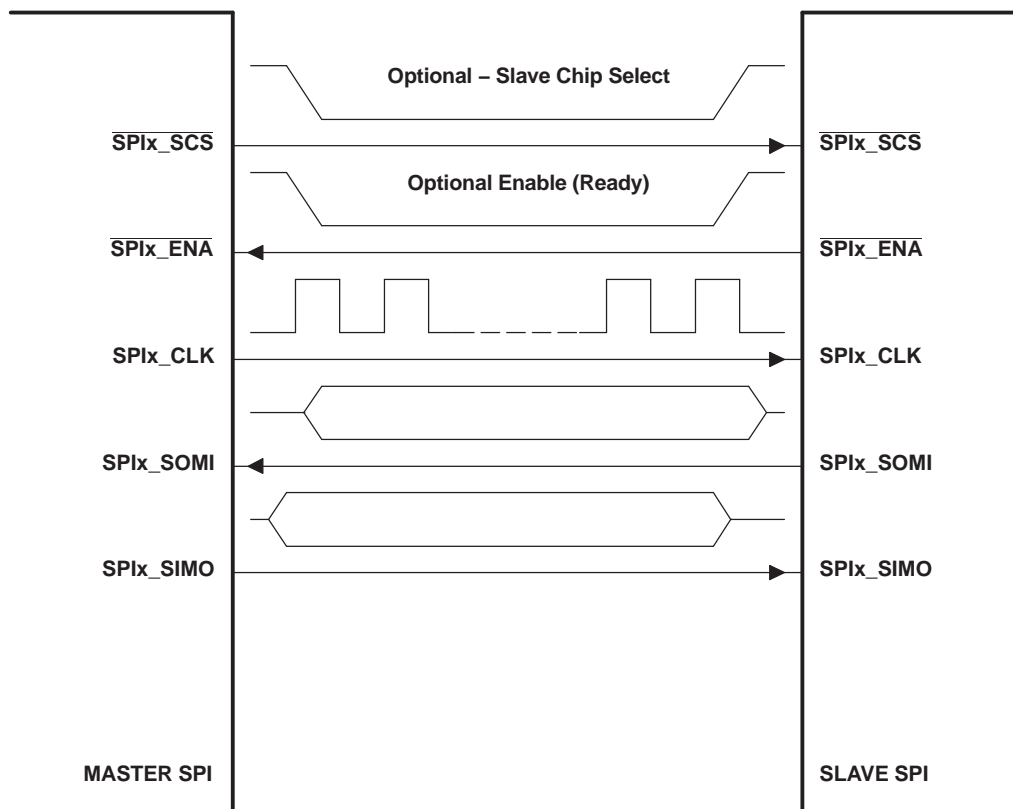 Optional – Slave Chip Select
SPIx_SCS SPIx_SCS
Optional Enable (Ready)
SPIx_ENA SPIx_ENA
SPIx_CLK SPIx_CLK
SPIx_SOMI SPIx_SOMI
SPIx_SIMO SPIx_SIMO
MASTER SPI SLAVE SPI